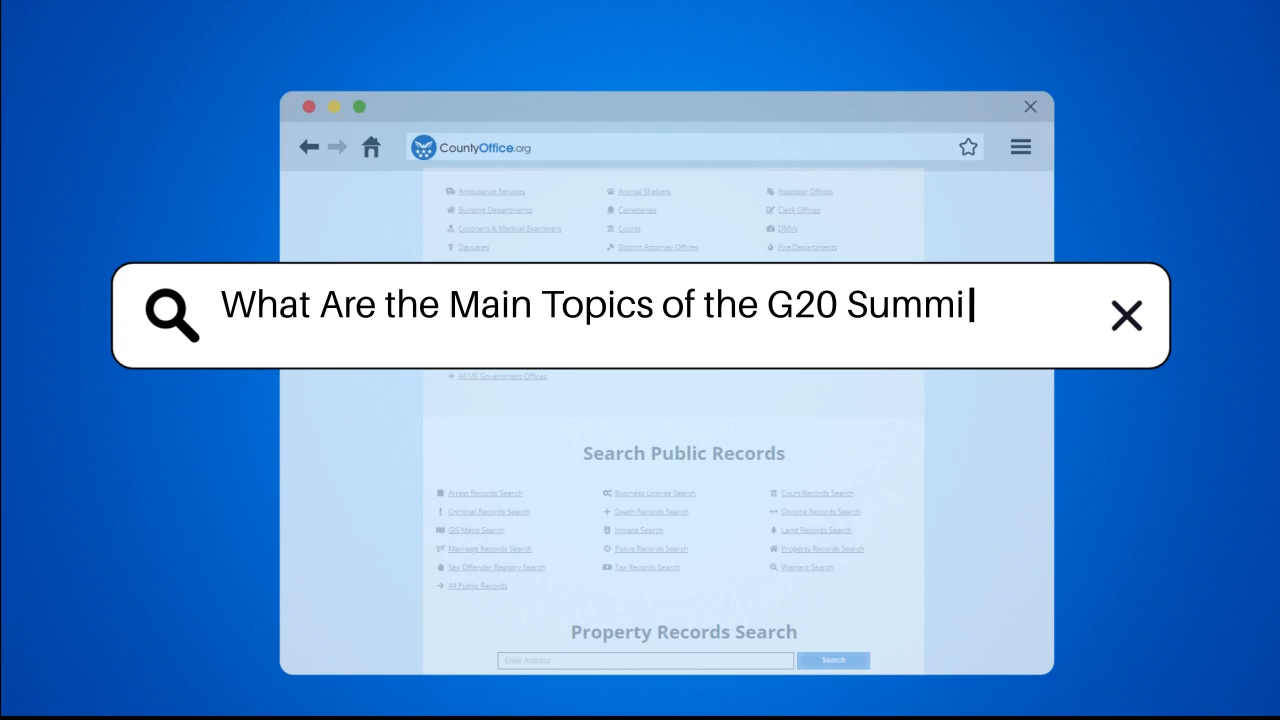 CountyOffice.org
Ambulance Services Animal Shelters Assessor Offices
Building Departments Cemeteries Clerk Offices
Coroners & Medical Examiners Courts DMVs
Daycares District Attorney Offices Fire Departments
What Are the Main Topics of the G20 Summi
All US Government Offices
Search Public Records
Arrest Records Search Business License Search Court Records Search
Criminal Records Search Death Records Search Divorce Records Search
GIS Maps Search Inmate Search Land Records Search
Marriage Records Search Police Records Search Property Records Search
Sex Offender Registry Search Tax Records Search Warrant Search
All Public Records
Property Records Search
Enter Address Search